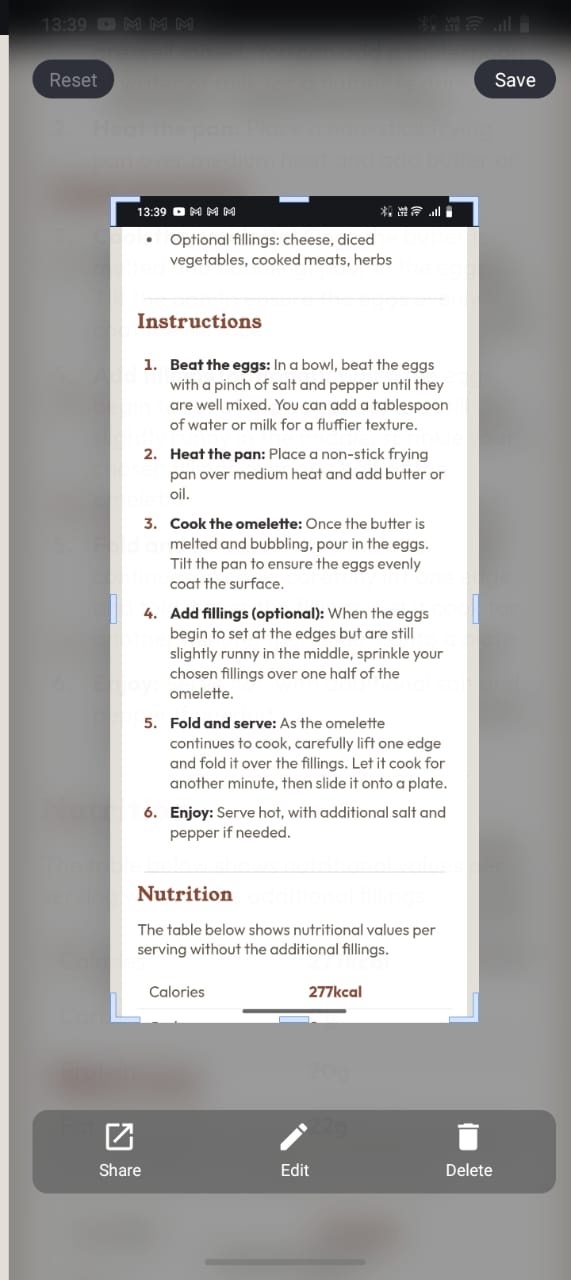 13:39
Reset
Save
13:39
• Optional fillings: cheese, diced
vegetables, cooked meats, herbs
Instructions
1. Beat the eggs: In a bowl, beat the eggs
with a pinch of salt and pepper until they
are well mixed. You can add a tablespoon
of water or milk for a fluffier texture.
2. Heat the pan: Place a non-stick frying
pan over medium heat and add butter or
oil.
3. Cook the omelette: Once the butter is
melted and bubbling, pour in the eggs.
Tilt the pan to ensure the eggs evenly
coat the surface.
4. Add fillings (optional): When the eggs
begin to set at the edges but are still
slightly runny in the middle, sprinkle your
chosen fillings over one half of the
omelette.
5. Fold and serve: As the omelette
continues to cook, carefully lift one edge
and fold it over the fillings. Let it cook for
another minute, then slide it onto a plate.
6. Enjoy: Serve hot, with additional salt and
pepper if needed.
Nutrition
The table below shows nutritional values per
serving without the additional fillings.
Calories 277kcal
22g
Share
Edit
Delete